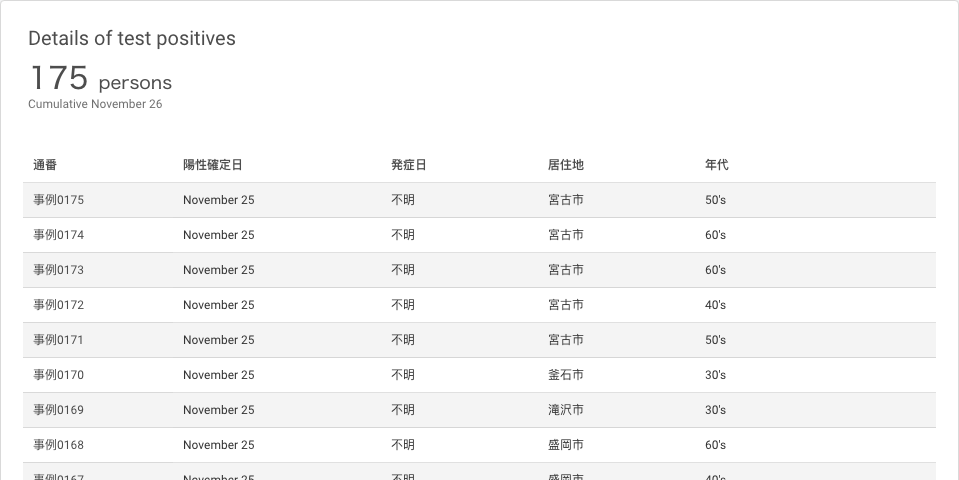 Details of test positives
175 persons
Cumulative November 26
通番 陽性確定日 発症日 居住地 年代
事例0175 November 25 不明 宮古市 50's
事例0174 November 25 不明 宮古市 60's
事例0173 November 25 不明 宮古市 60's
事例0172 November 25 不明 宮古市 40's
事例0171 November 25 不明 宮古市 50's
事例0170 November 25 不明 釜石市 30's
事例0169 November 25 不明 滝沢市 30's
事例0168 November 25 不明 盛岡市 60's
事例0167 November 25 不明 盛岡市 40's